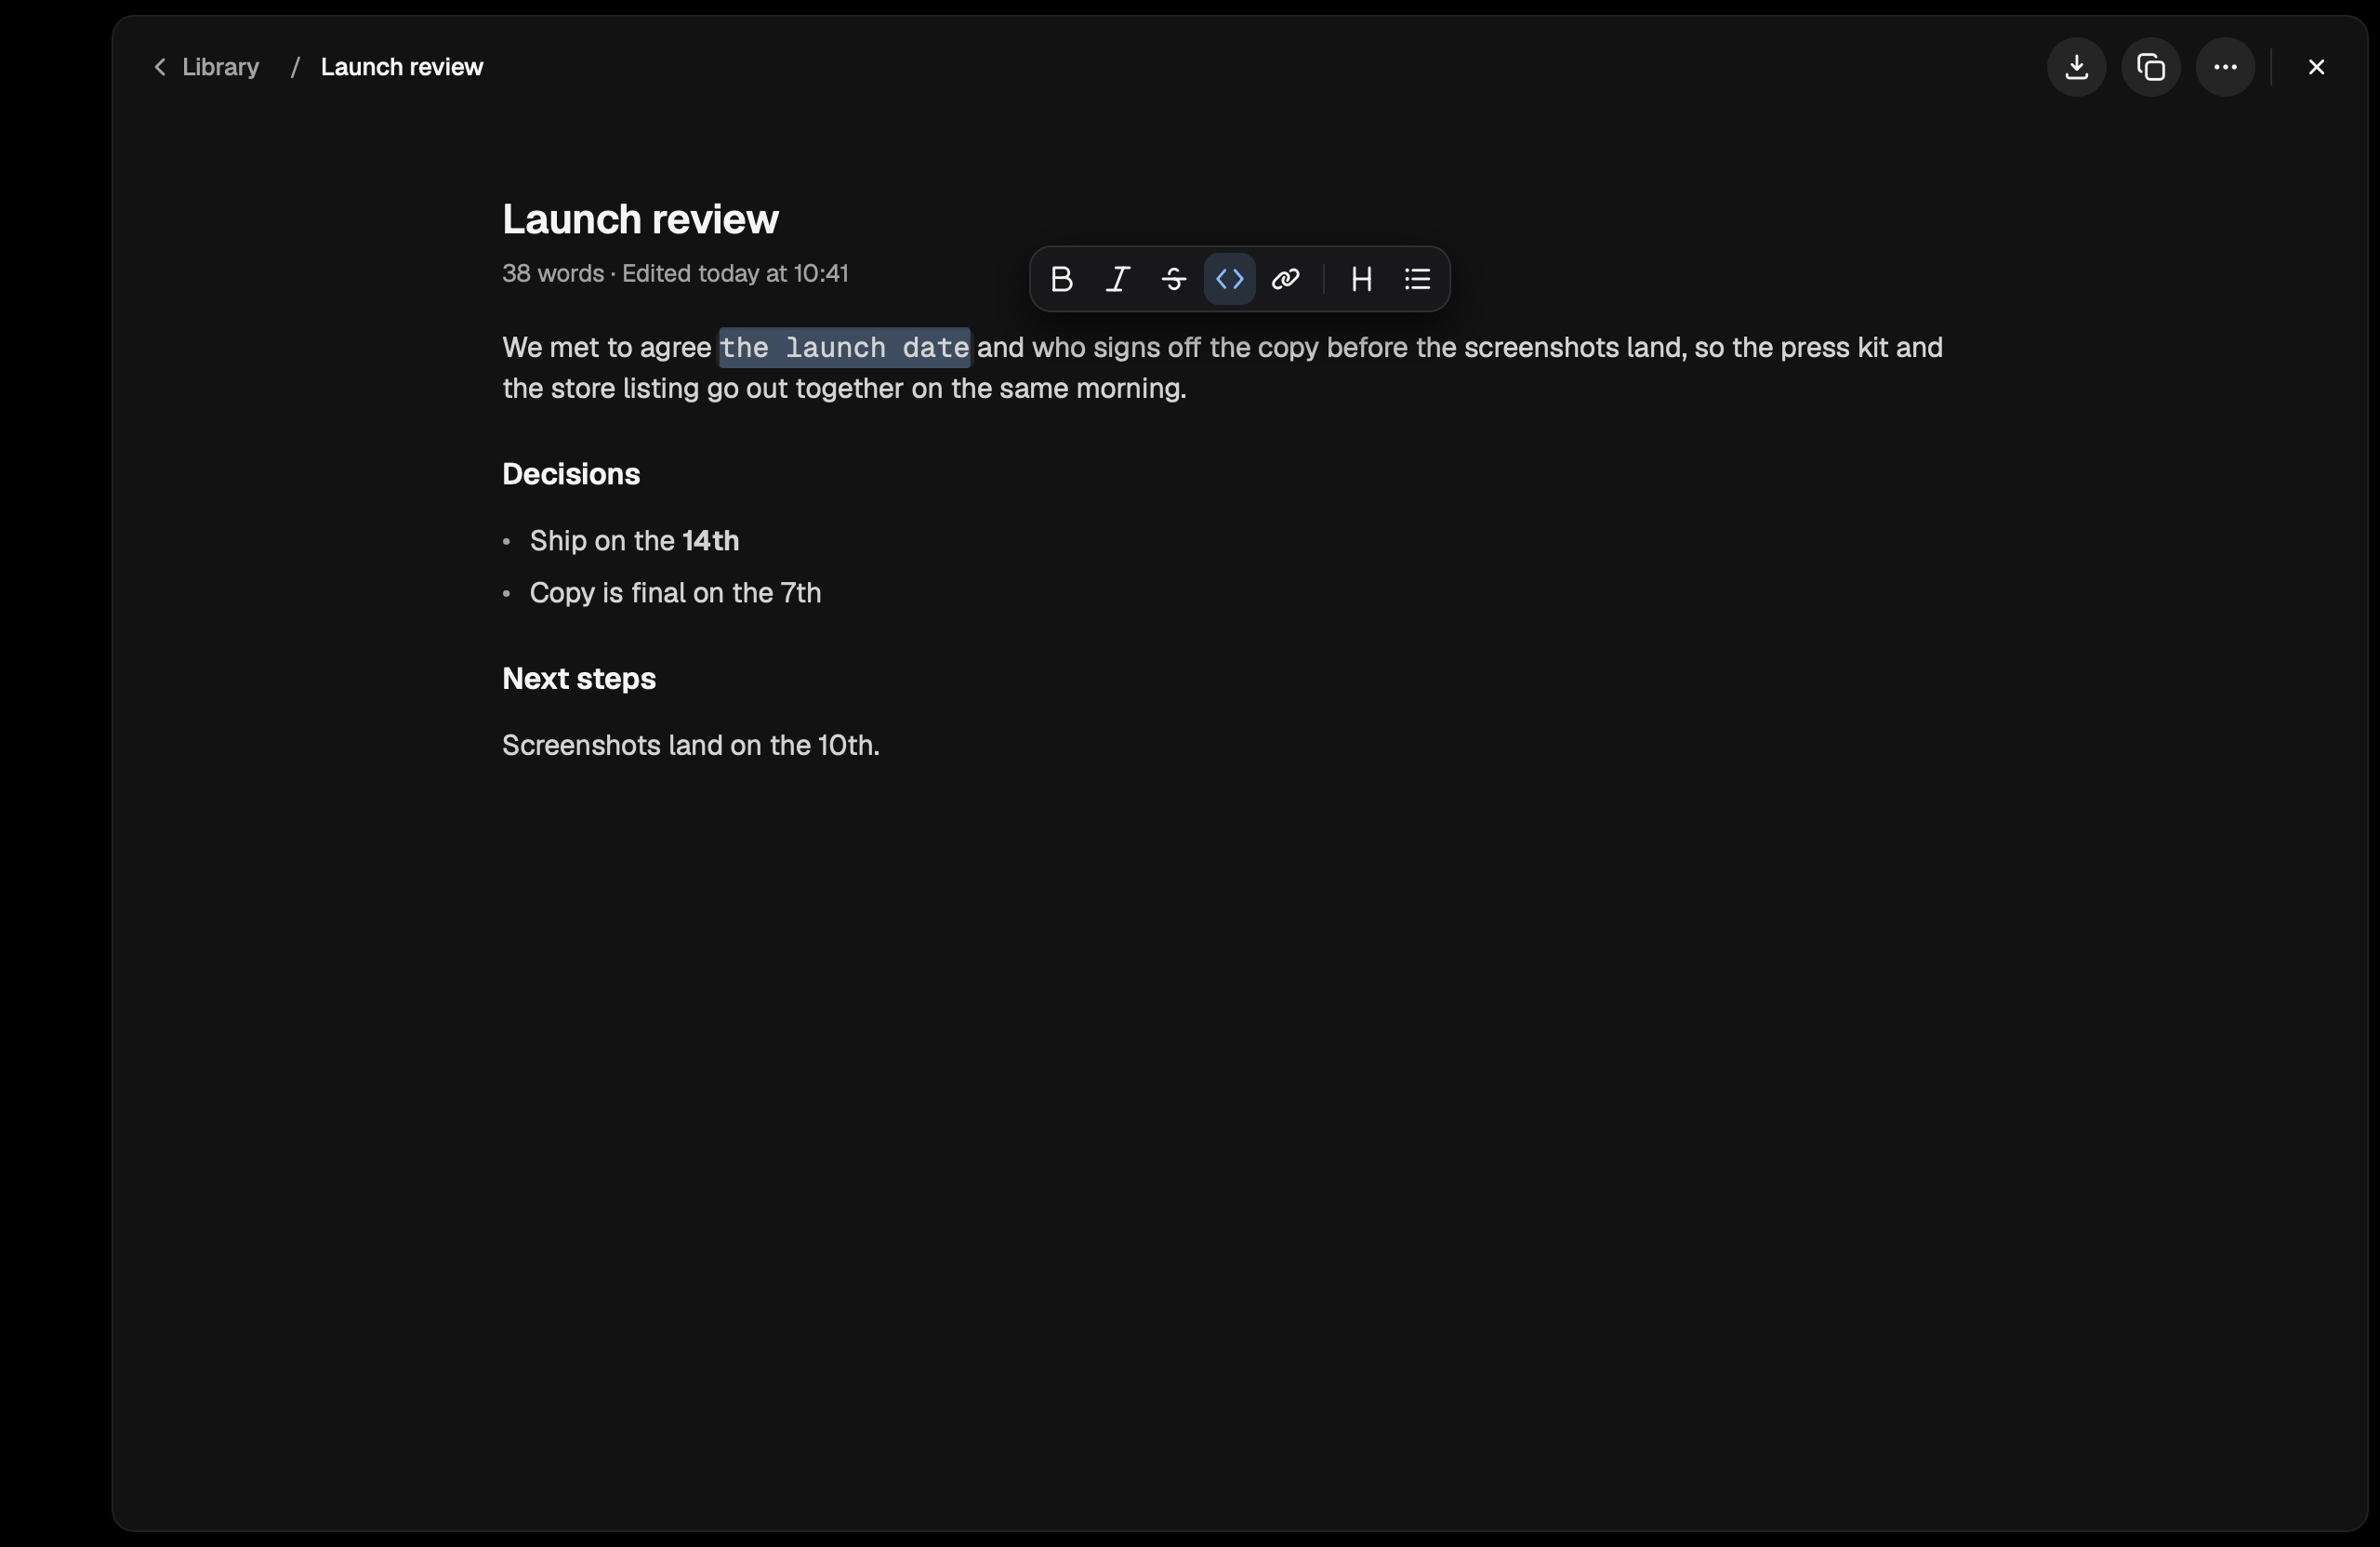 Library / Launch review
Launch review
38 words · Edited today at 10:41
B I S <> H
We met to agree the launch date and who signs off the copy before the screenshots land, so the press kit and
the store listing go out together on the same morning.
Decisions
• Ship on the 14th
• Copy is final on the 7th
Next steps
Screenshots land on the 10th.